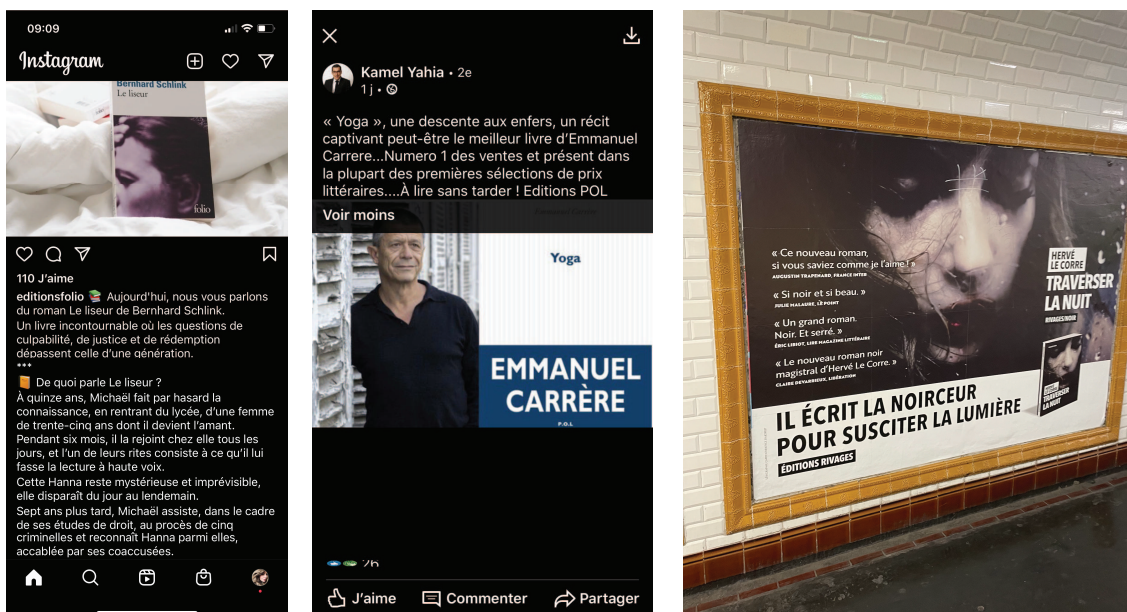 09:09
Instagram
Bernhard Schlink
Le liseur
folio
110 J'aime
editionsfolio 📚 Aujourd'hui, nous vous parlons
du roman Le liseur de Bernhard Schlink.
Un livre incontournable où les questions de
culpabilité, de justice et de rédemption
dépassent celle d'une génération.
***
📙 De quoi parle Le liseur ?
À quinze ans, Michaël fait par hasard la
connaissance, en rentrant du lycée, d'une femme
de trente-cinq ans dont il devient l'amant.
Pendant six mois, il la rejoint chez elle tous les
jours, et l'un de leurs rites consiste à ce qu'il lui
fasse la lecture à haute voix.
Cette Hanna reste mystérieuse et imprévisible,
elle disparaît du jour au lendemain.
Sept ans plus tard, Michaël assiste, dans le cadre
de ses études de droit, au procès de cinq
criminelles et reconnaît Hanna parmi elles,
accablée par ses coaccusées.
Kamel Yahia • 2e
1 j •
« Yoga », une descente aux enfers, un récit
captivant peut-être le meilleur livre d'Emmanuel
Carrere...Numero 1 des ventes et présent dans
la plupart des premières sélections de prix
littéraires....À lire sans tarder ! Editions POL
Voir moins
Yoga
EMMANUEL
CARRÈRE
P.O.L
26
J'aime
Commenter
Partager
« Ce nouveau roman,
si vous saviez comme je l'aime ! »
AUGUSTIN TRAPENARD, FRANCE INTER
« Si noir et si beau. »
JULIE MALAURE, LE POINT
« Un grand roman.
Noir. Et serré. »
ÉRIC LIBIOT, LIRE MAGAZINE LITTÉRAIRE
« Le nouveau roman noir
magistral d'Hervé Le Corre. »
CLAIRE DEVARRIEUX, LIBÉRATION
HERVÉ
LE CORRE
TRAVERSER
LA NUIT
RIVAGES/NOIR
HERVÉ
LE CORRE
TRAVERSER
LA NUIT
IL ÉCRIT LA NOIRCEUR
POUR SUSCITER LA LUMIÈRE
ÉDITIONS RIVAGES